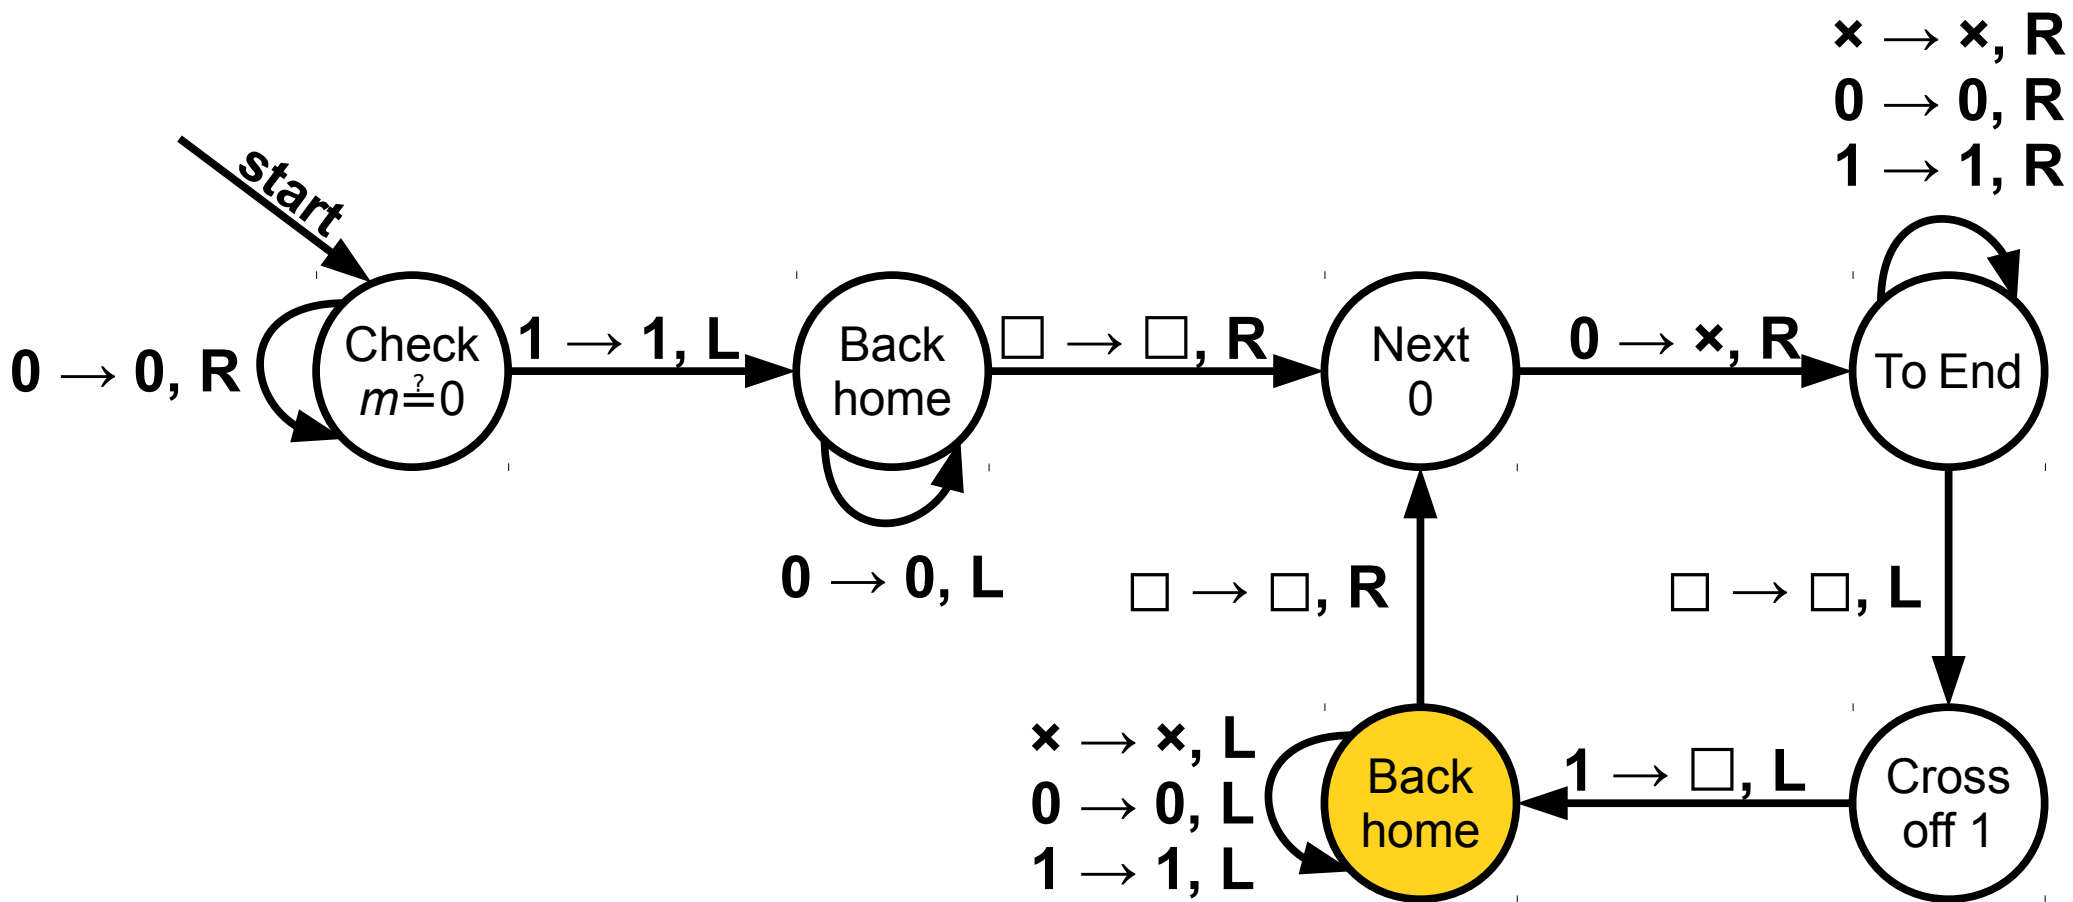 × → ×, R
0 → 0, R
1 → 1, R
start
0 → 0, R
Check
m≟0
1 → 1, L
Back
home
□ → □, R
Next
0
0 → ×, R
To End
0 → 0, L
□ → □, R
□ → □, L
× → ×, L
0 → 0, L
1 → 1, L
Back
home
1 → □, L
Cross
off 1